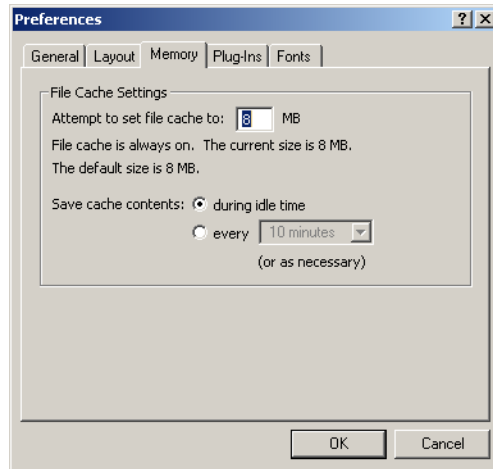 Preferences
General Layout Memory Plug-Ins Fonts
File Cache Settings
Attempt to set file cache to: 8 MB
File cache is always on. The current size is 8 MB.
The default size is 8 MB.
Save cache contents: during idle time
every 10 minutes
(or as necessary)
OK Cancel